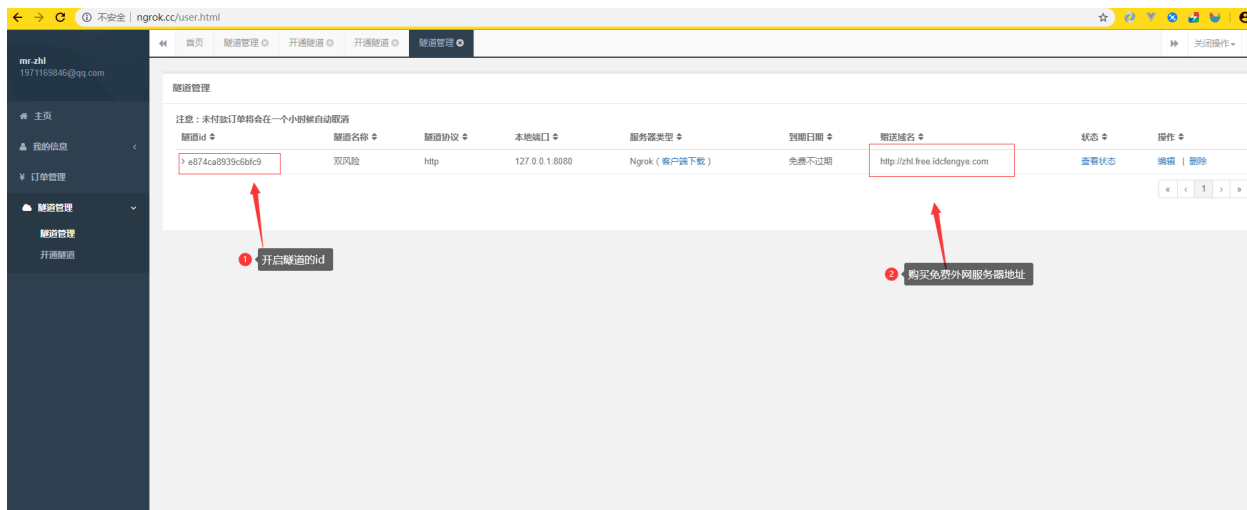 不安全 | ngrok.cc/user.html
首页 隧道管理 开通隧道 开通隧道 隧道管理 关闭操作
mr-zhl
1971169846@qq.com
主页
我的信息
¥ 订单管理
隧道管理
隧道管理
开通隧道
隧道管理
注意：未付款订单将会在一个小时候自动取消
隧道id 隧道名称 隧道协议 本地端口 服务器类型 到期日期 赠送域名 状态 操作
> e874ca8939c6bfc9 双风险 http 127.0.0.1:8080 Ngrok ( 客户端下载 ) 免费不过期 http://zhl.free.idcfengye.com 查看状态 编辑 | 删除
« ‹ 1 › »
1 开启隧道的id
2 购买免费外网服务器地址